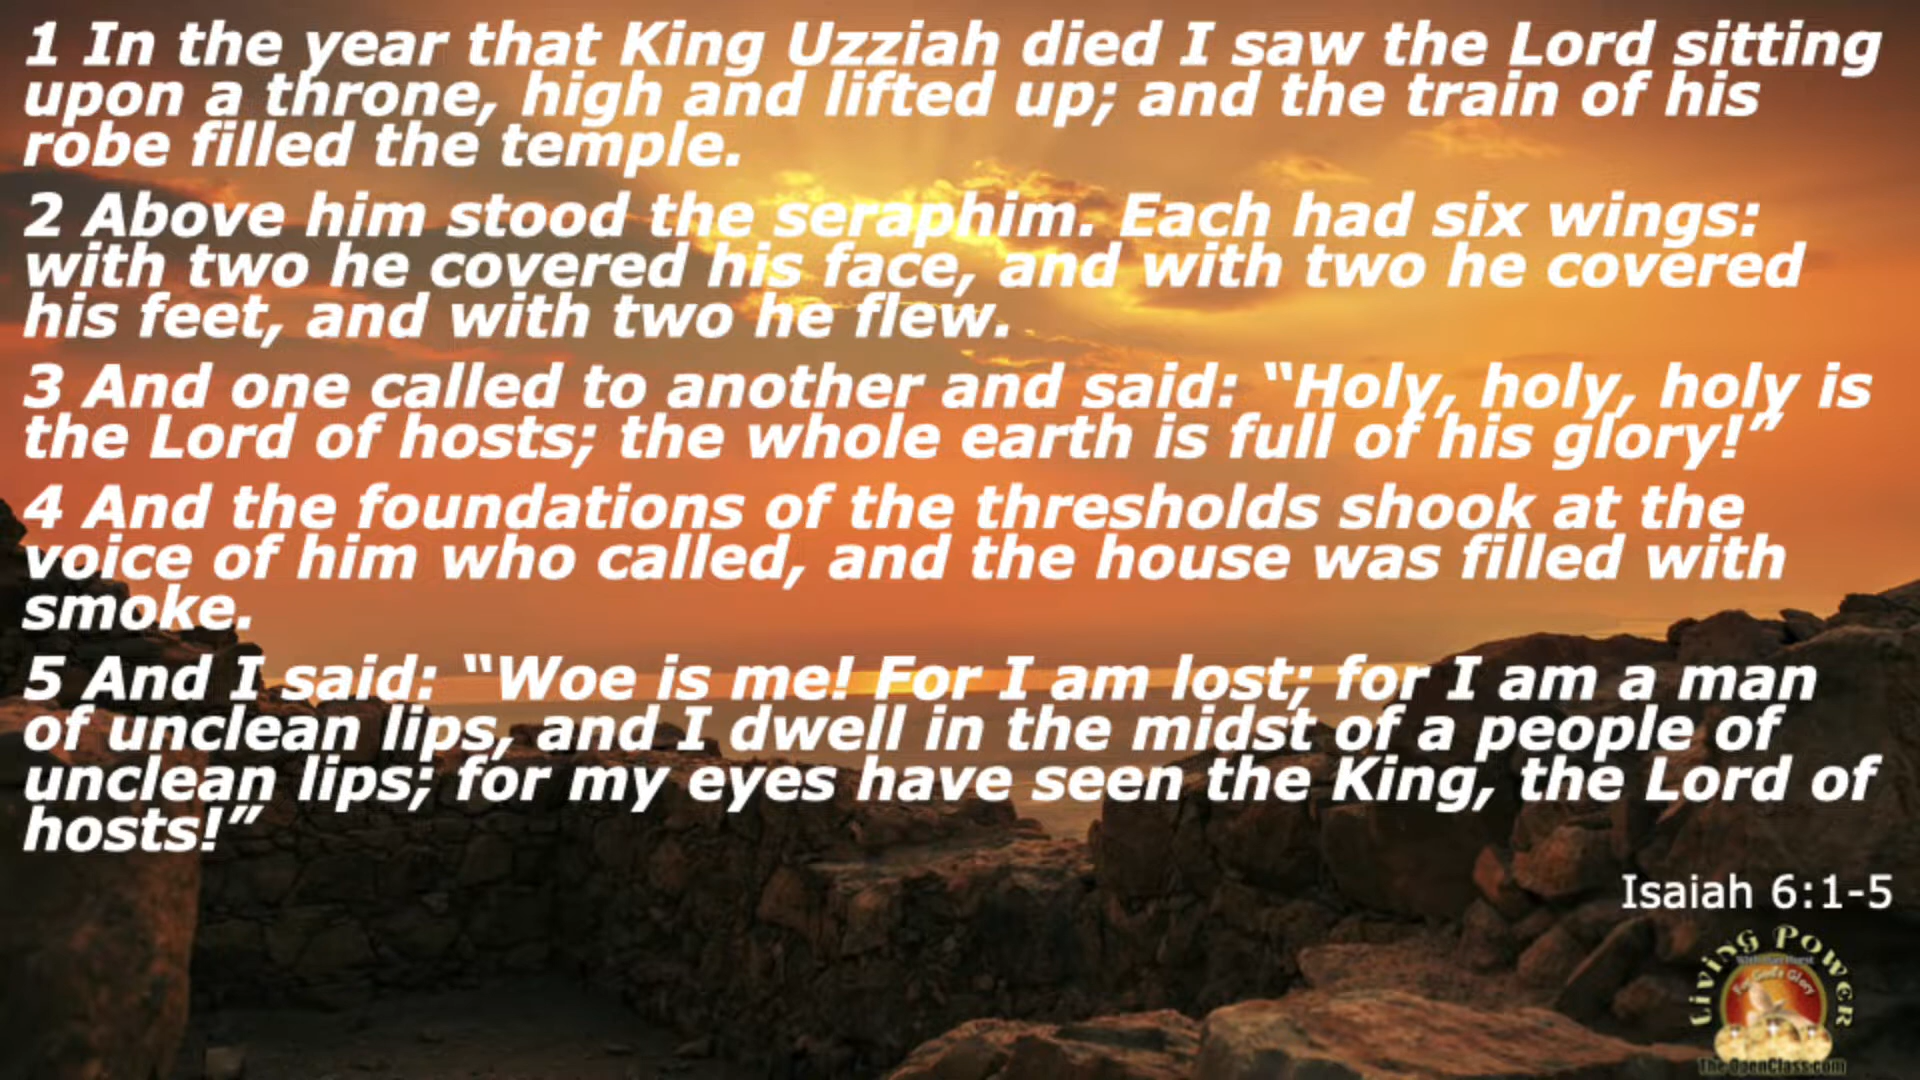 1 In the year that King Uzziah died I saw the Lord sitting
upon a throne, high and lifted up; and the train of his
robe filled the temple.
2 Above him stood the seraphim. Each had six wings:
with two he covered his face, and with two he covered
his feet, and with two he flew.
3 And one called to another and said: “Holy, holy, holy is
the Lord of hosts; the whole earth is full of his glory!”
4 And the foundations of the thresholds shook at the
voice of him who called, and the house was filled with
smoke.
5 And I said: “Woe is me! For I am lost; for I am a man
of unclean lips, and I dwell in the midst of a people of
unclean lips; for my eyes have seen the King, the Lord of
hosts!”
Isaiah 6:1-5
Living Power
For God's Glory
The OpenClass.com